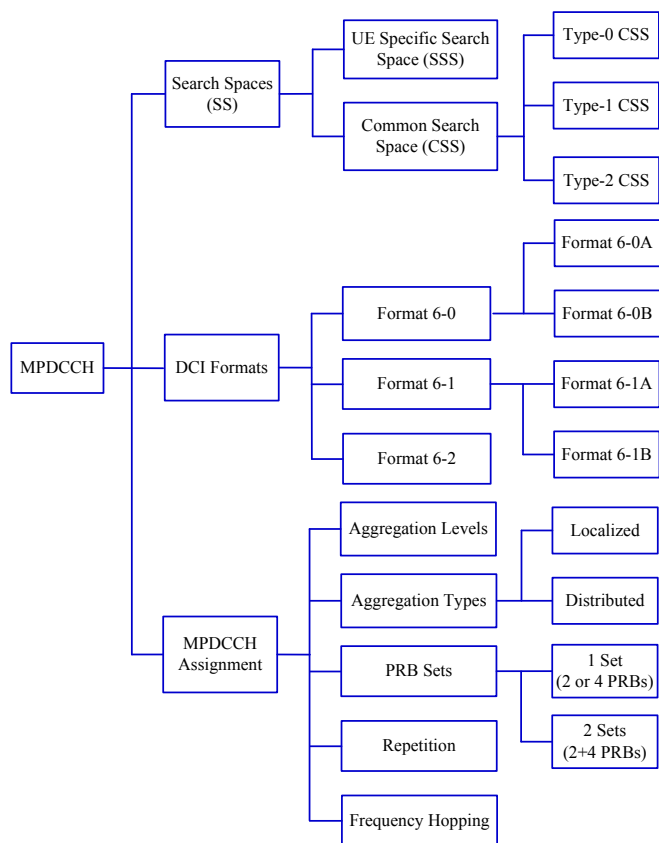 MPDCCH
Search Spaces
(SS)
UE Specific Search
Space (SSS)
Common Search
Space (CSS)
Type-0 CSS
Type-1 CSS
Type-2 CSS
DCI Formats
Format 6-0
Format 6-0A
Format 6-0B
Format 6-1
Format 6-1A
Format 6-1B
Format 6-2
MPDCCH
Assignment
Aggregation Levels
Aggregation Types
Localized
Distributed
PRB Sets
1 Set
(2 or 4 PRBs)
2 Sets
(2+4 PRBs)
Repetition
Frequency Hopping